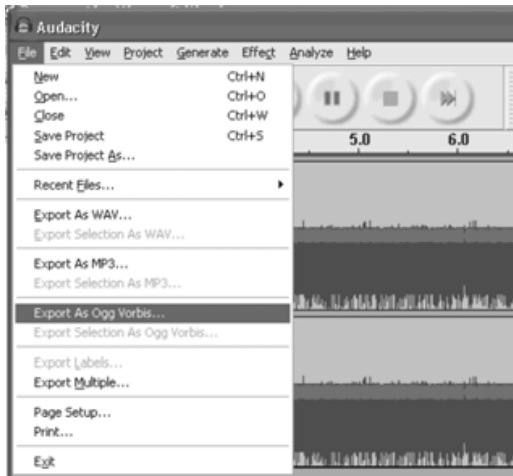 Audacity
File Edit View Project Generate Effect Analyze Help
New Ctrl+N
Open... Ctrl+O
Close Ctrl+W
Save Project Ctrl+S
Save Project As...
5.0 6.0
Recent Files...
Export As WAV...
Export Selection As WAV...
Export As MP3...
Export Selection As MP3...
Export As Ogg Vorbis...
Export Selection As Ogg Vorbis...
Export Labels...
Export Multiple...
Page Setup...
Print...
Exit